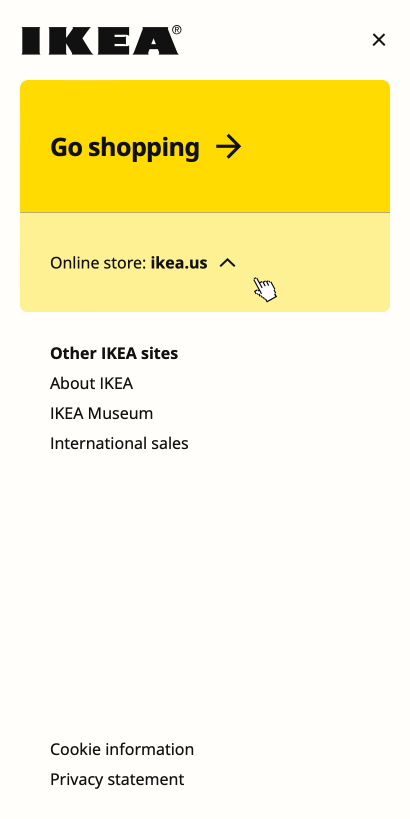 IKEA®
Go shopping
Online store: ikea.us
Other IKEA sites
About IKEA
IKEA Museum
International sales
Cookie information
Privacy statement